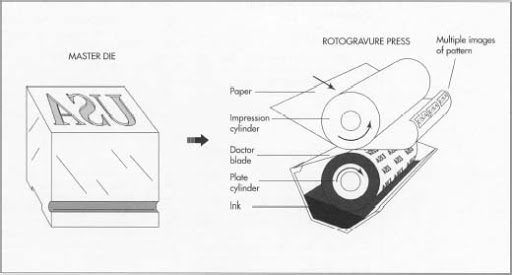 MASTER DIE
USA
ROTOGRAVURE PRESS
Multiple images
of pattern
Paper
Impression
cylinder
Doctor
blade
Plate
cylinder
Ink